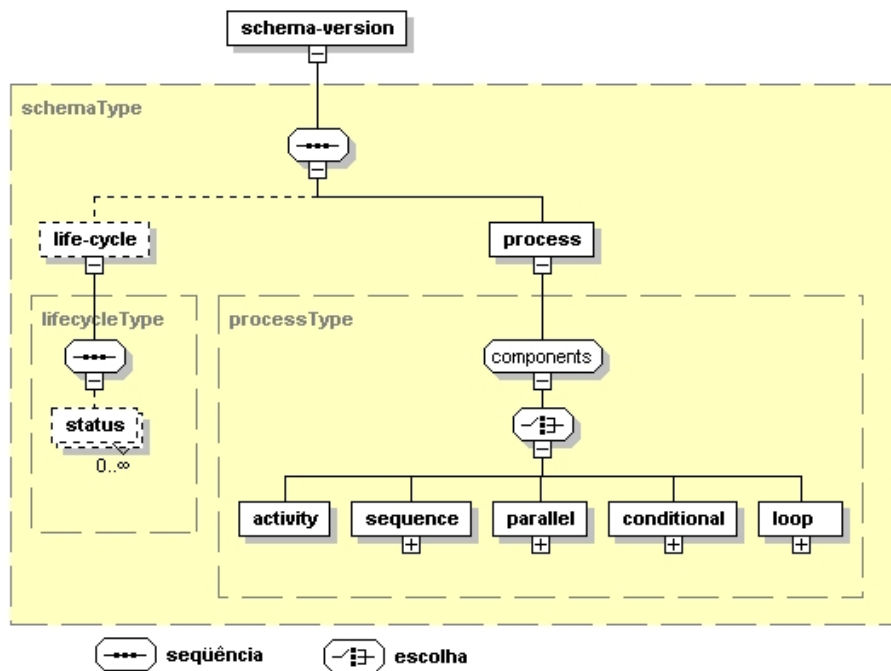 schema-version
schemaType
life-cycle
process
lifecycleType
processType
components
status
0..∞
activity
sequence
parallel
conditional
loop
seqüência
escolha